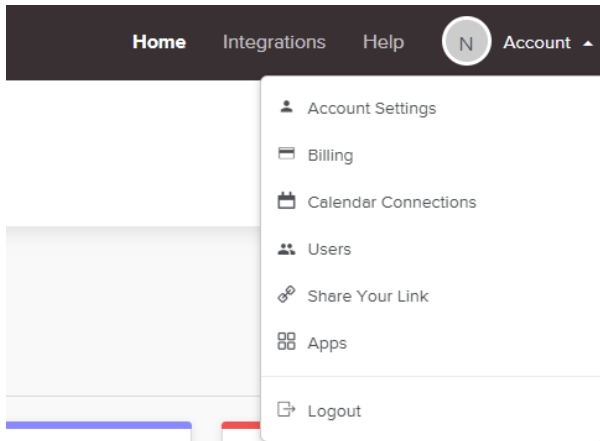 Home Integrations Help N Account
Account Settings
Billing
Calendar Connections
Users
Share Your Link
Apps
Logout